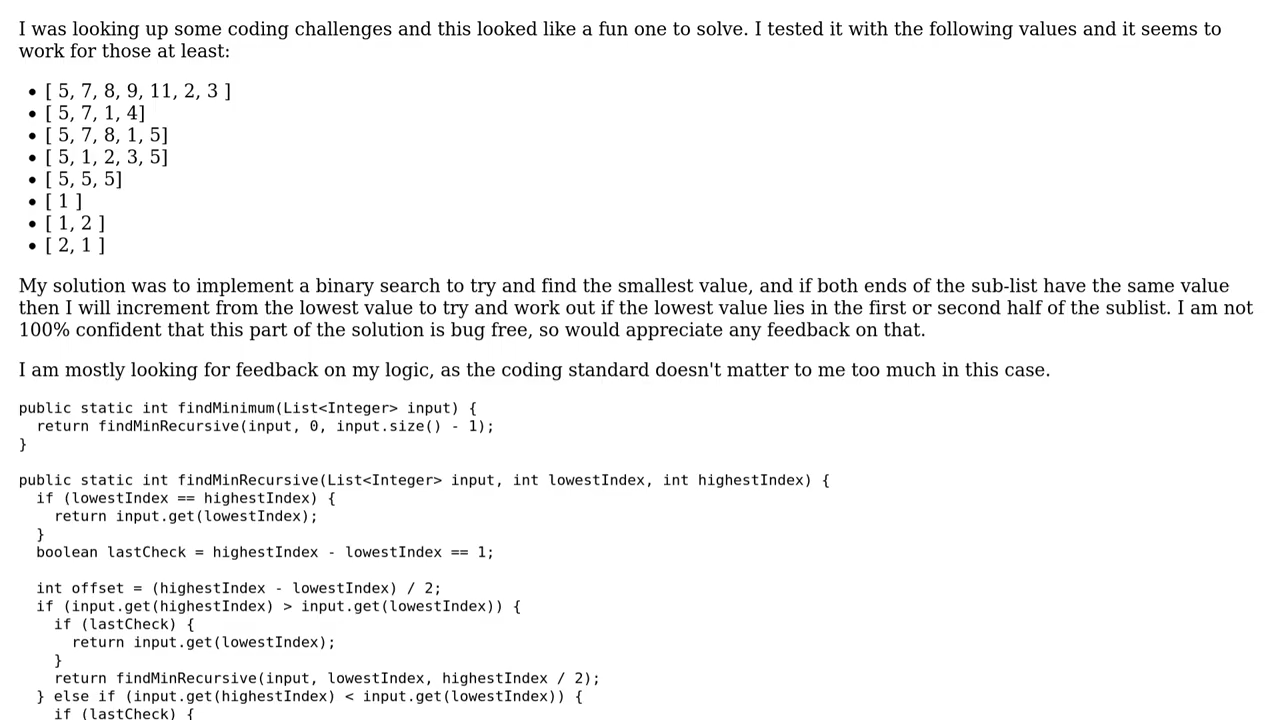 I was looking up some coding challenges and this looked like a fun one to solve. I tested it with the following values and it seems to
work for those at least:
• [ 5, 7, 8, 9, 11, 2, 3 ]
• [ 5, 7, 1, 4]
• [ 5, 7, 8, 1, 5]
• [ 5, 1, 2, 3, 5]
• [ 5, 5, 5]
• [ 1 ]
• [ 1, 2 ]
• [ 2, 1 ]
My solution was to implement a binary search to try and find the smallest value, and if both ends of the sub-list have the same value
then I will increment from the lowest value to try and work out if the lowest value lies in the first or second half of the sublist. I am not
100% confident that this part of the solution is bug free, so would appreciate any feedback on that.
I am mostly looking for feedback on my logic, as the coding standard doesn't matter to me too much in this case.
public static int findMinimum(List<Integer> input) {
  return findMinRecursive(input, 0, input.size() - 1);
}
public static int findMinRecursive(List<Integer> input, int lowestIndex, int highestIndex) {
  if (lowestIndex == highestIndex) {
    return input.get(lowestIndex);
  }
  boolean lastCheck = highestIndex - lowestIndex == 1;
  int offset = (highestIndex - lowestIndex) / 2;
  if (input.get(highestIndex) > input.get(lowestIndex)) {
    if (lastCheck) {
      return input.get(lowestIndex);
    }
    return findMinRecursive(input, lowestIndex, highestIndex / 2);
  } else if (input.get(highestIndex) < input.get(lowestIndex)) {
    if (lastCheck) {